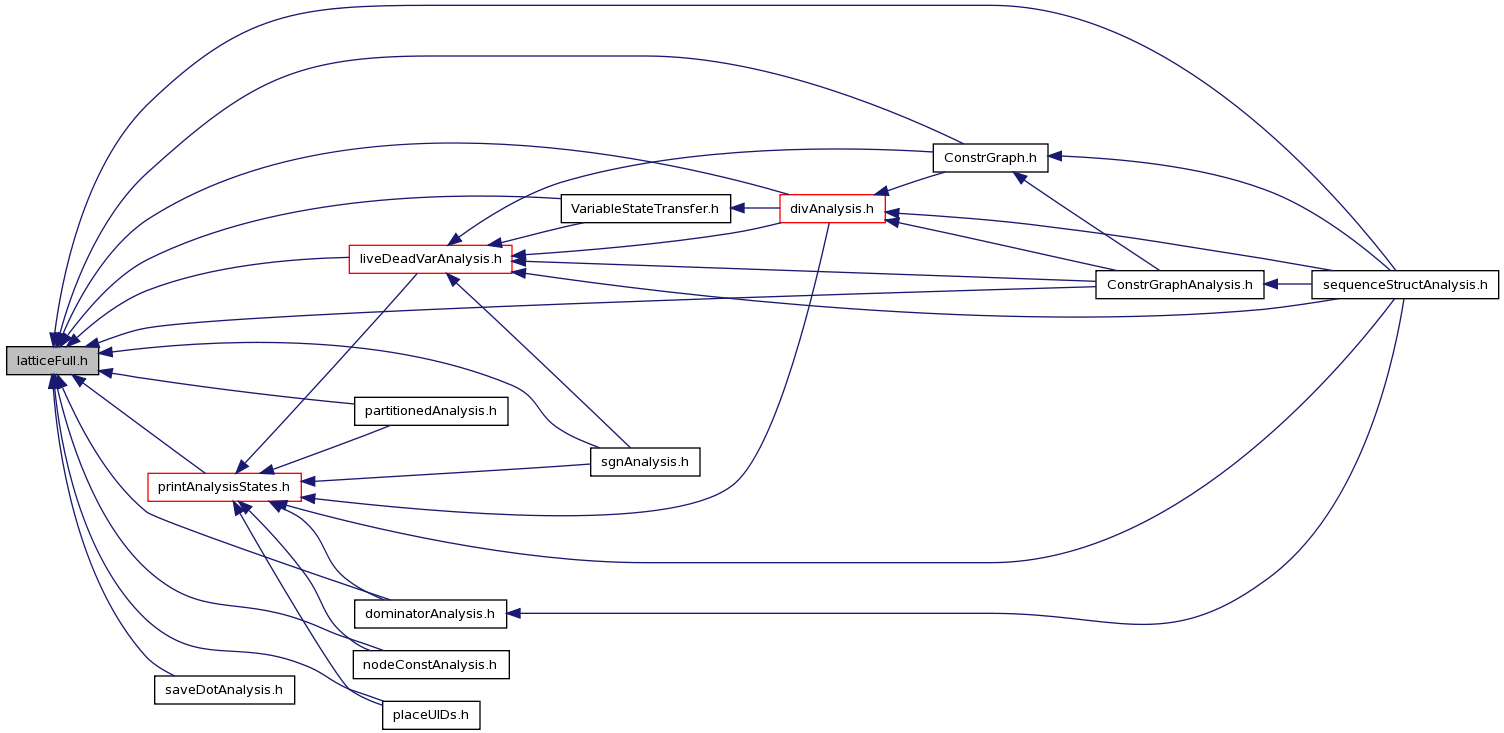 ConstrGraph.h
VariableStateTransfer.h
divAnalysis.h
liveDeadVarAnalysis.h
ConstrGraphAnalysis.h
sequenceStructAnalysis.h
latticeFull.h
partitionedAnalysis.h
sgnAnalysis.h
printAnalysisStates.h
dominatorAnalysis.h
nodeConstAnalysis.h
saveDotAnalysis.h
placeUIDs.h